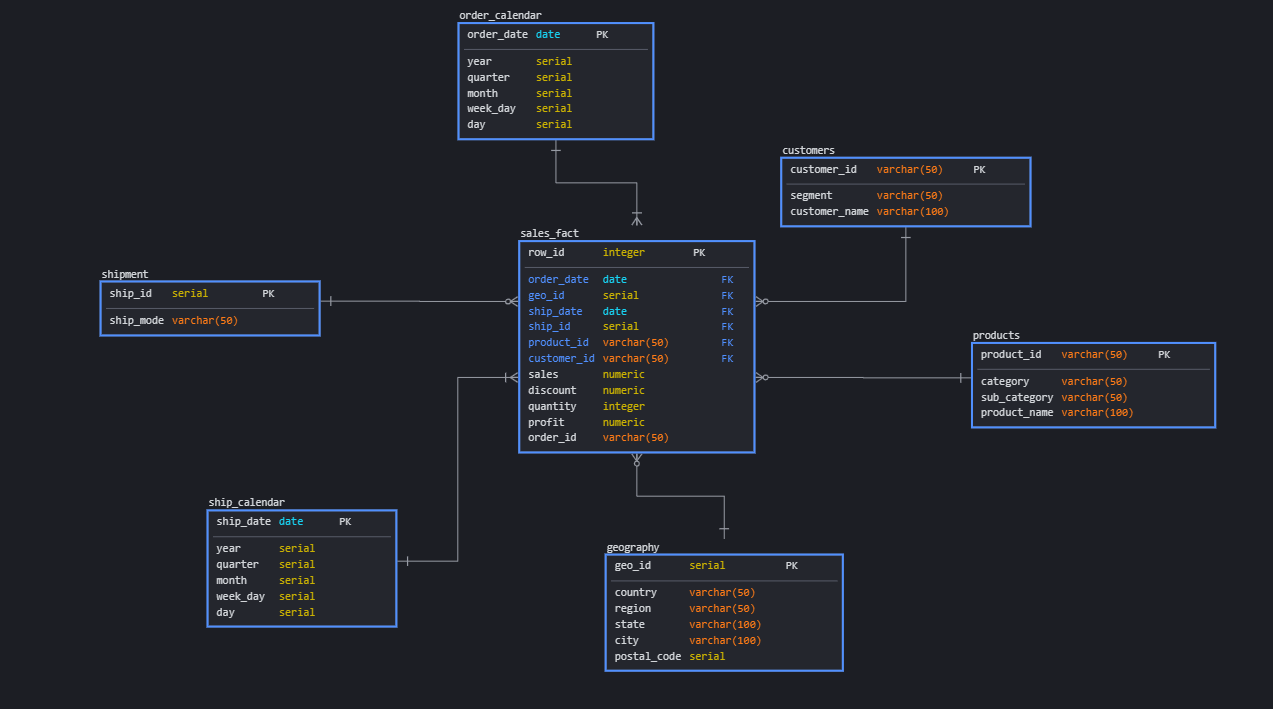 order_calendar
order_date date PK
year serial
quarter serial
month serial
week_day serial
day serial
customers
customer_id varchar(50) PK
segment varchar(50)
customer_name varchar(100)
sales_fact
row_id integer PK
order_date date FK
geo_id serial FK
ship_date date FK
ship_id serial FK
product_id varchar(50) FK
customer_id varchar(50) FK
sales numeric
discount numeric
quantity integer
profit numeric
order_id varchar(50)
shipment
ship_id serial PK
ship_mode varchar(50)
products
product_id varchar(50) PK
category varchar(50)
sub_category varchar(50)
product_name varchar(100)
ship_calendar
ship_date date PK
year serial
quarter serial
month serial
week_day serial
day serial
geography
geo_id serial PK
country varchar(50)
region varchar(50)
state varchar(100)
city varchar(100)
postal_code serial